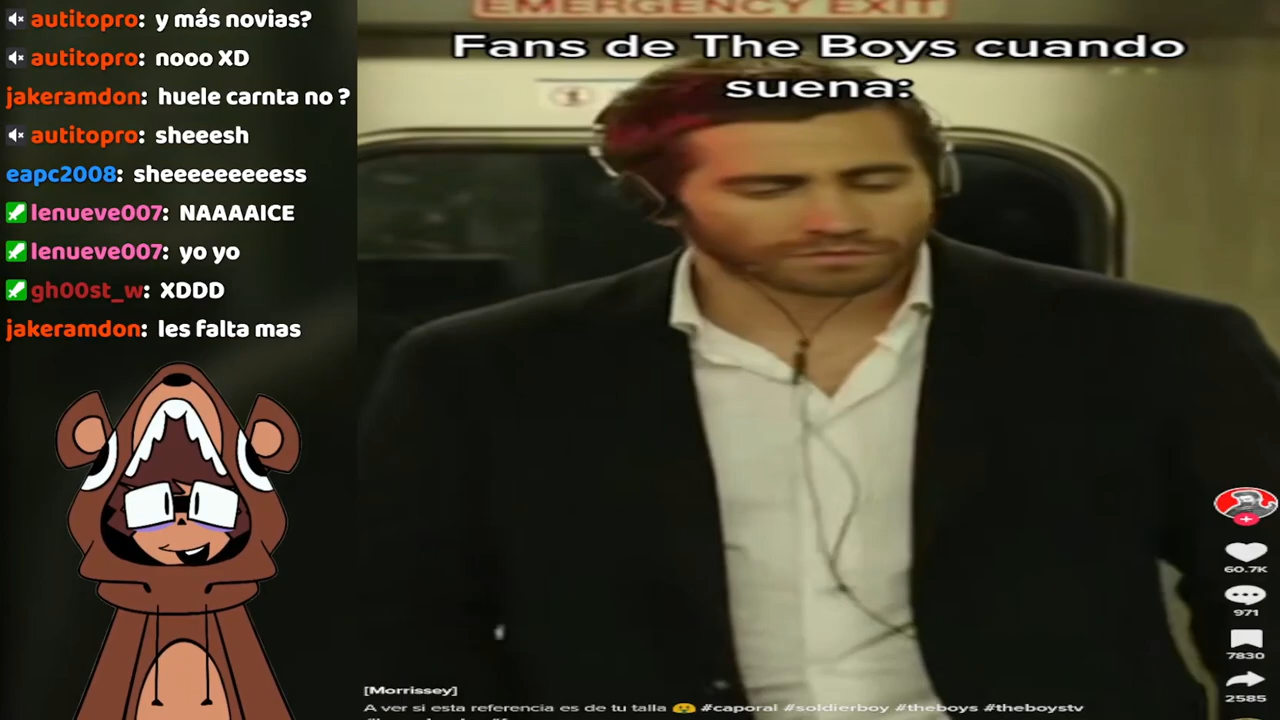 autitopro: y más novias?
autitopro: nooo XD
jakeramdon: huele carnta no ?
autitopro: sheeesh
eapc2008: sheeeeeeeeess
lenueve007: NAAAAICE
lenueve007: yo yo
gh00st_w: XDDD
jakeramdon: les falta mas
EMERGENCY EXIT
Fans de The Boys cuando
suena:
60.7K
971
7830
2585
[Morrissey]
A ver si esta referencia es de tu talla 😮 #caporal #soldierboy #theboys #theboystv